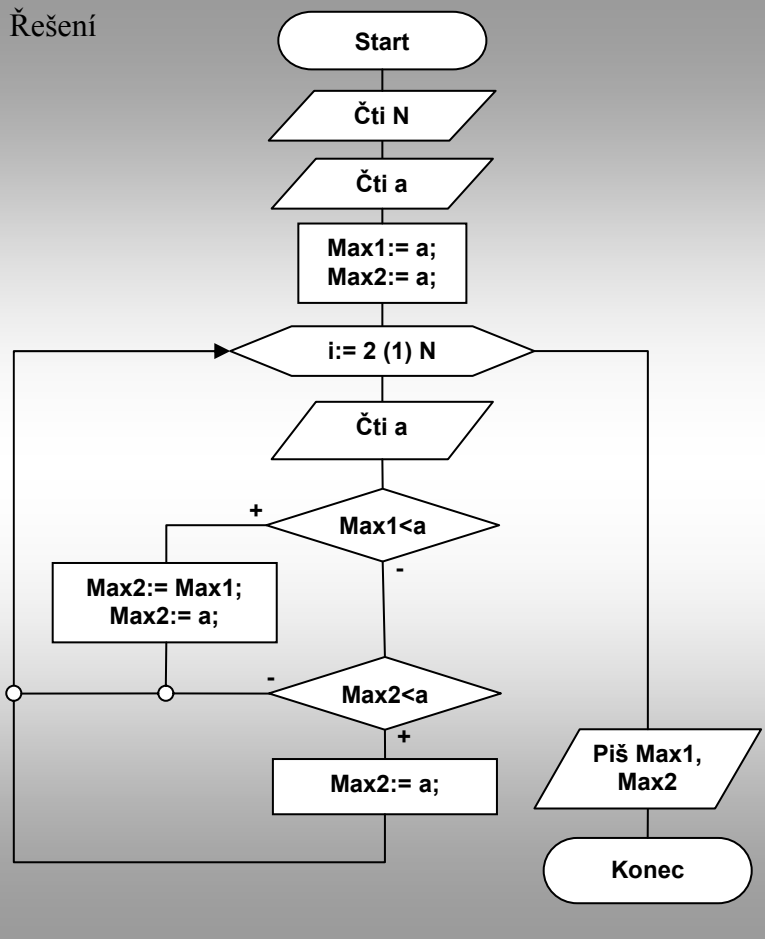 Řešení
Start
Čti N
Čti a
Max1:= a;
Max2:= a;
i:= 2 (1) N
Čti a
+
Max1<a
-
Max2:= Max1;
Max2:= a;
-
Max2<a
+
Max2:= a;
Piš Max1,
Max2
Konec